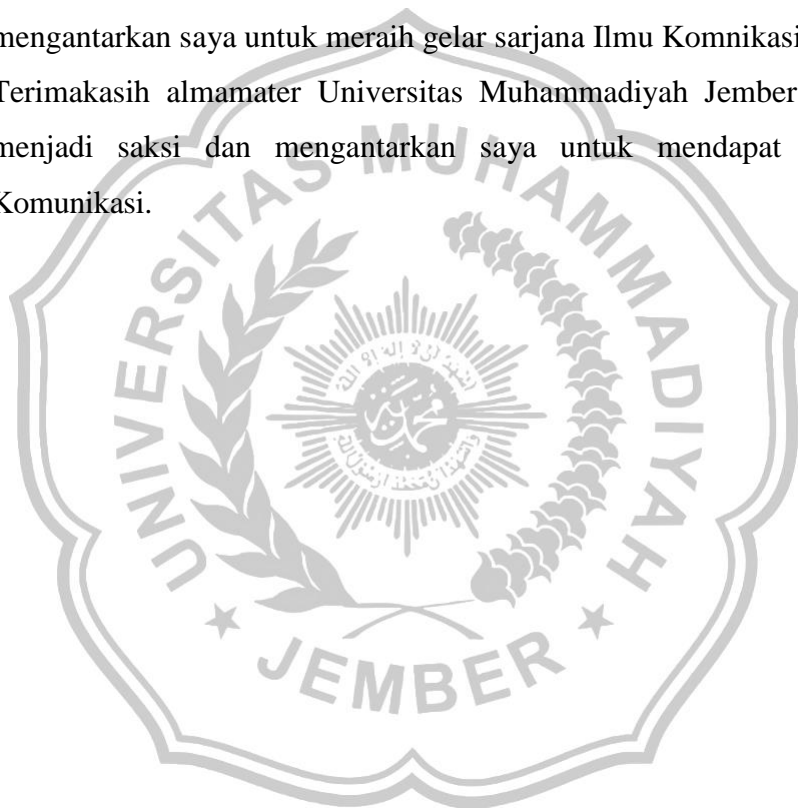 mengantarkan saya untuk meraih gelar sarjana Ilmu Komnikasi
Terimakasih almamater Universitas Muhammadiyah Jember
menjadi saksi dan mengantarkan saya untuk mendapat
Komunikasi.
UNIVERSITAS MUHAMMADIYAH
JEMBER